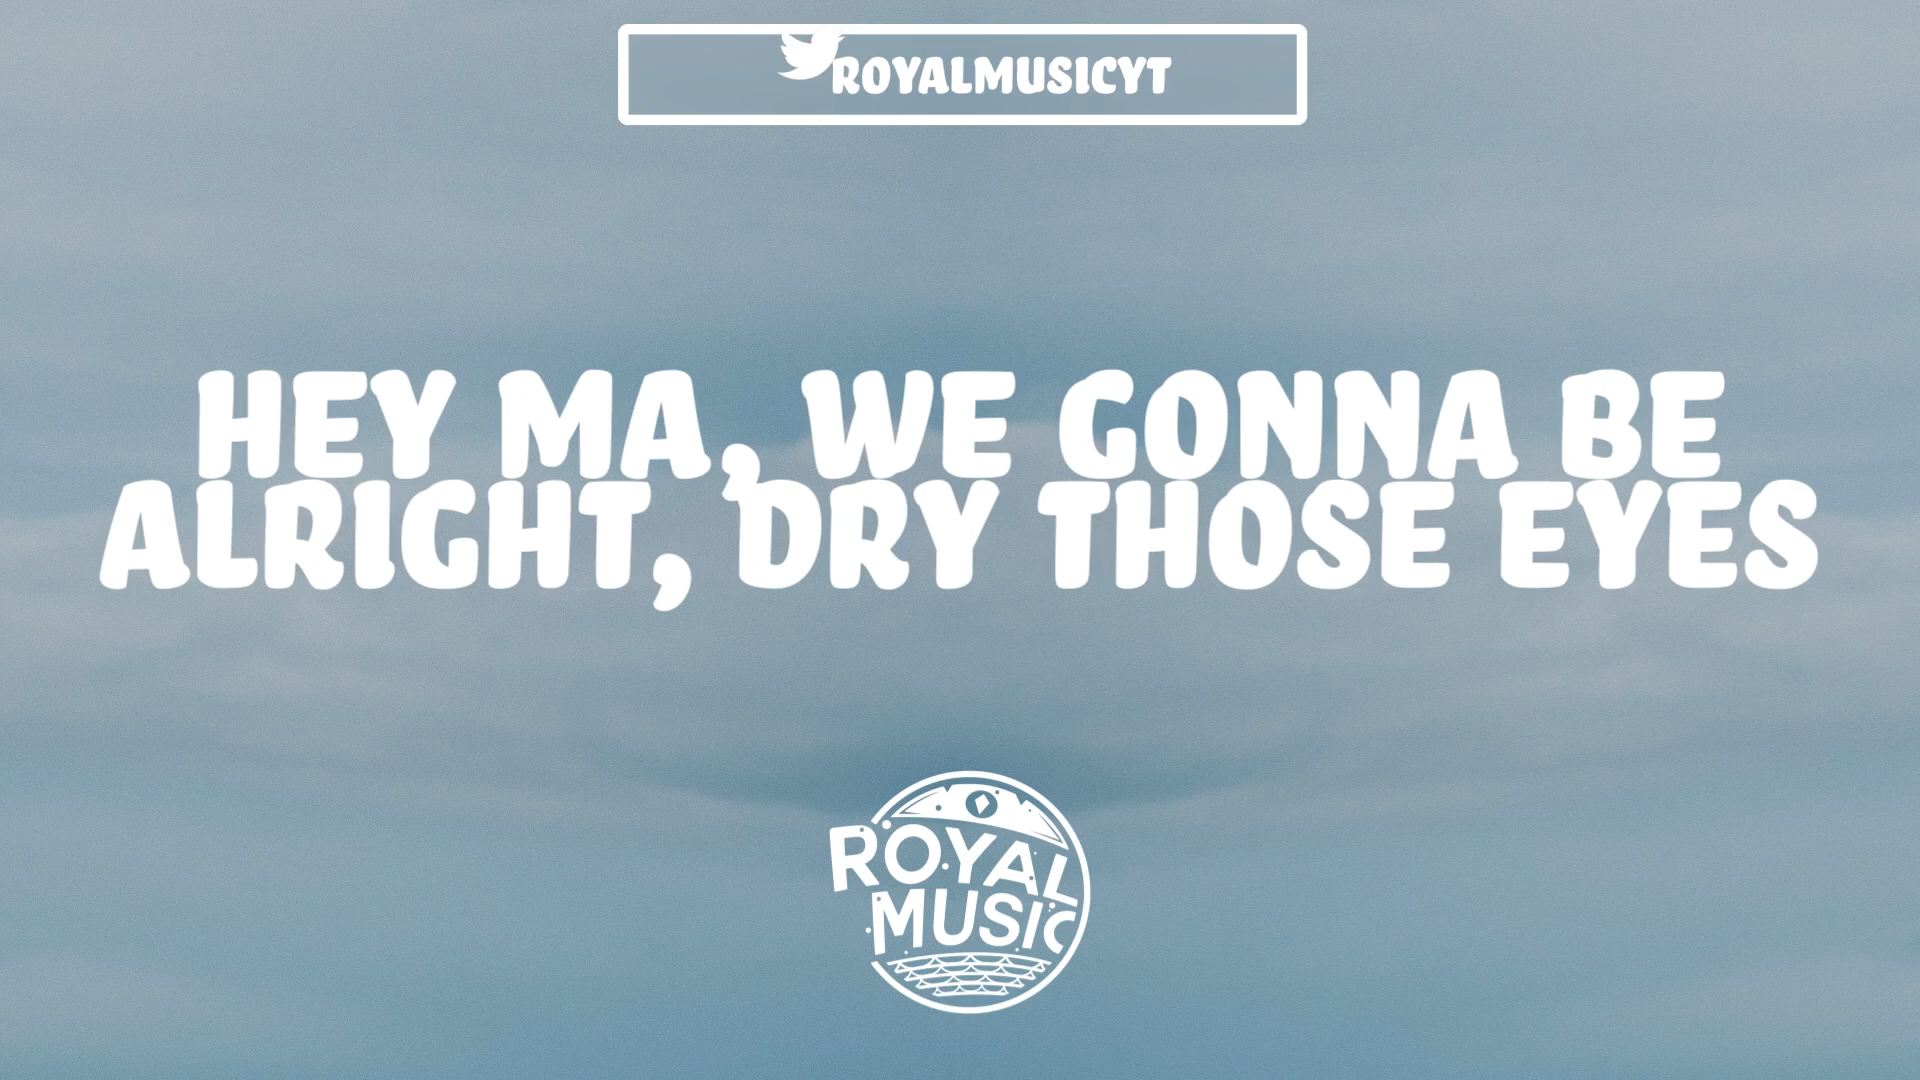 ROYALMUSICYT
HEY MA, WE GONNA BE
ALRIGHT, DRY THOSE EYES
ROYAL
MUSIC